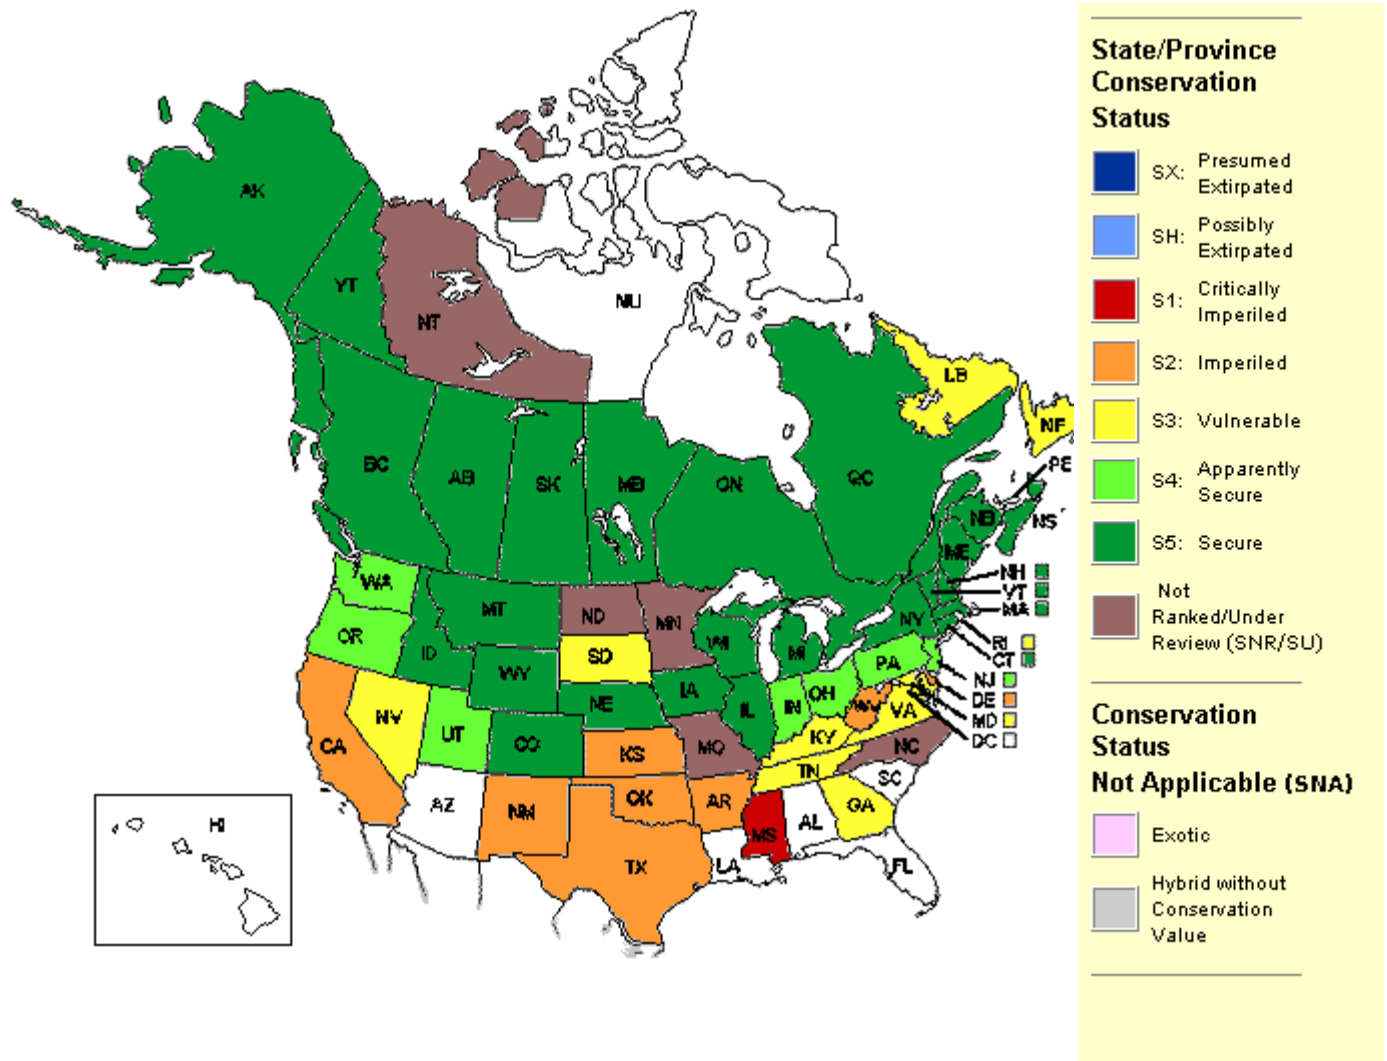 AK
YT
NT
NU
LB
NF
BC
AB
SK
MB
ON
QC
PE
NB
NS
ME
NH
VT
MA
WA
MT
ND
MN
WI
MI
NY
RI
CT
OR
ID
WY
SD
IA
PA
NJ
DE
MD
DC
NE
IL
IN
OH
WV
VA
NV
UT
CO
KS
MO
KY
NC
CA
AZ
NM
OK
AR
TN
SC
HI
TX
LA
MS
AL
GA
FL
State/Province
Conservation
Status
SX: Presumed
Extirpated
SH: Possibly
Extirpated
S1: Critically
Imperiled
S2: Imperiled
S3: Vulnerable
S4: Apparently
Secure
S5: Secure
Not
Ranked/Under
Review (SNR/SU)
Conservation
Status
Not Applicable (SNA)
Exotic
Hybrid without
Conservation
Value